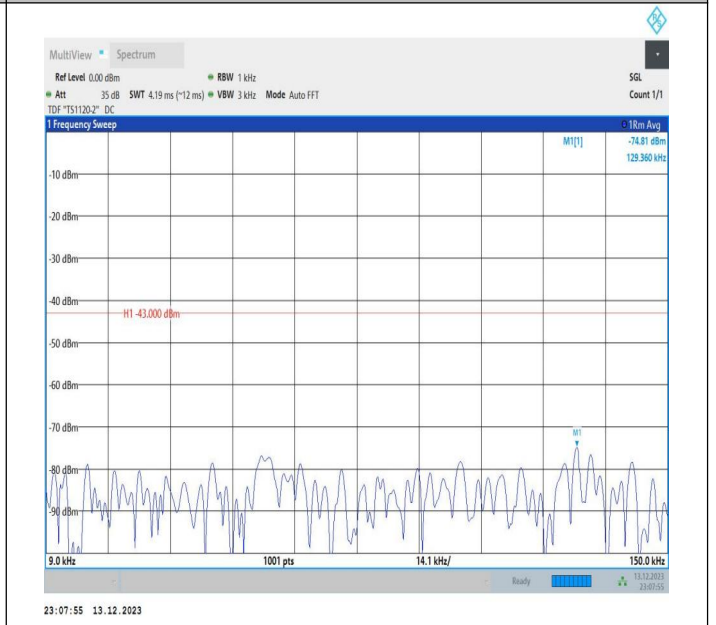 MultiView Spectrum
Ref Level 0.00 dBm RBW 1 kHz SGL
Att 35 dB SWT 4.19 ms (~12 ms) VBW 3 kHz Mode Auto FFT Count 1/1
TDF "TS1120-2" DC
1 Frequency Sweep 1Rm Avg
M1[1] -74.81 dBm
129.360 kHz
-10 dBm
-20 dBm
-30 dBm
-40 dBm
H1 -43.000 dBm
-50 dBm
-60 dBm
-70 dBm
M1
-80 dBm
-90 dBm
9.0 kHz 1001 pts 14.1 kHz/ 150.0 kHz
Ready 13.12.2023
23:07:55
23:07:55 13.12.2023